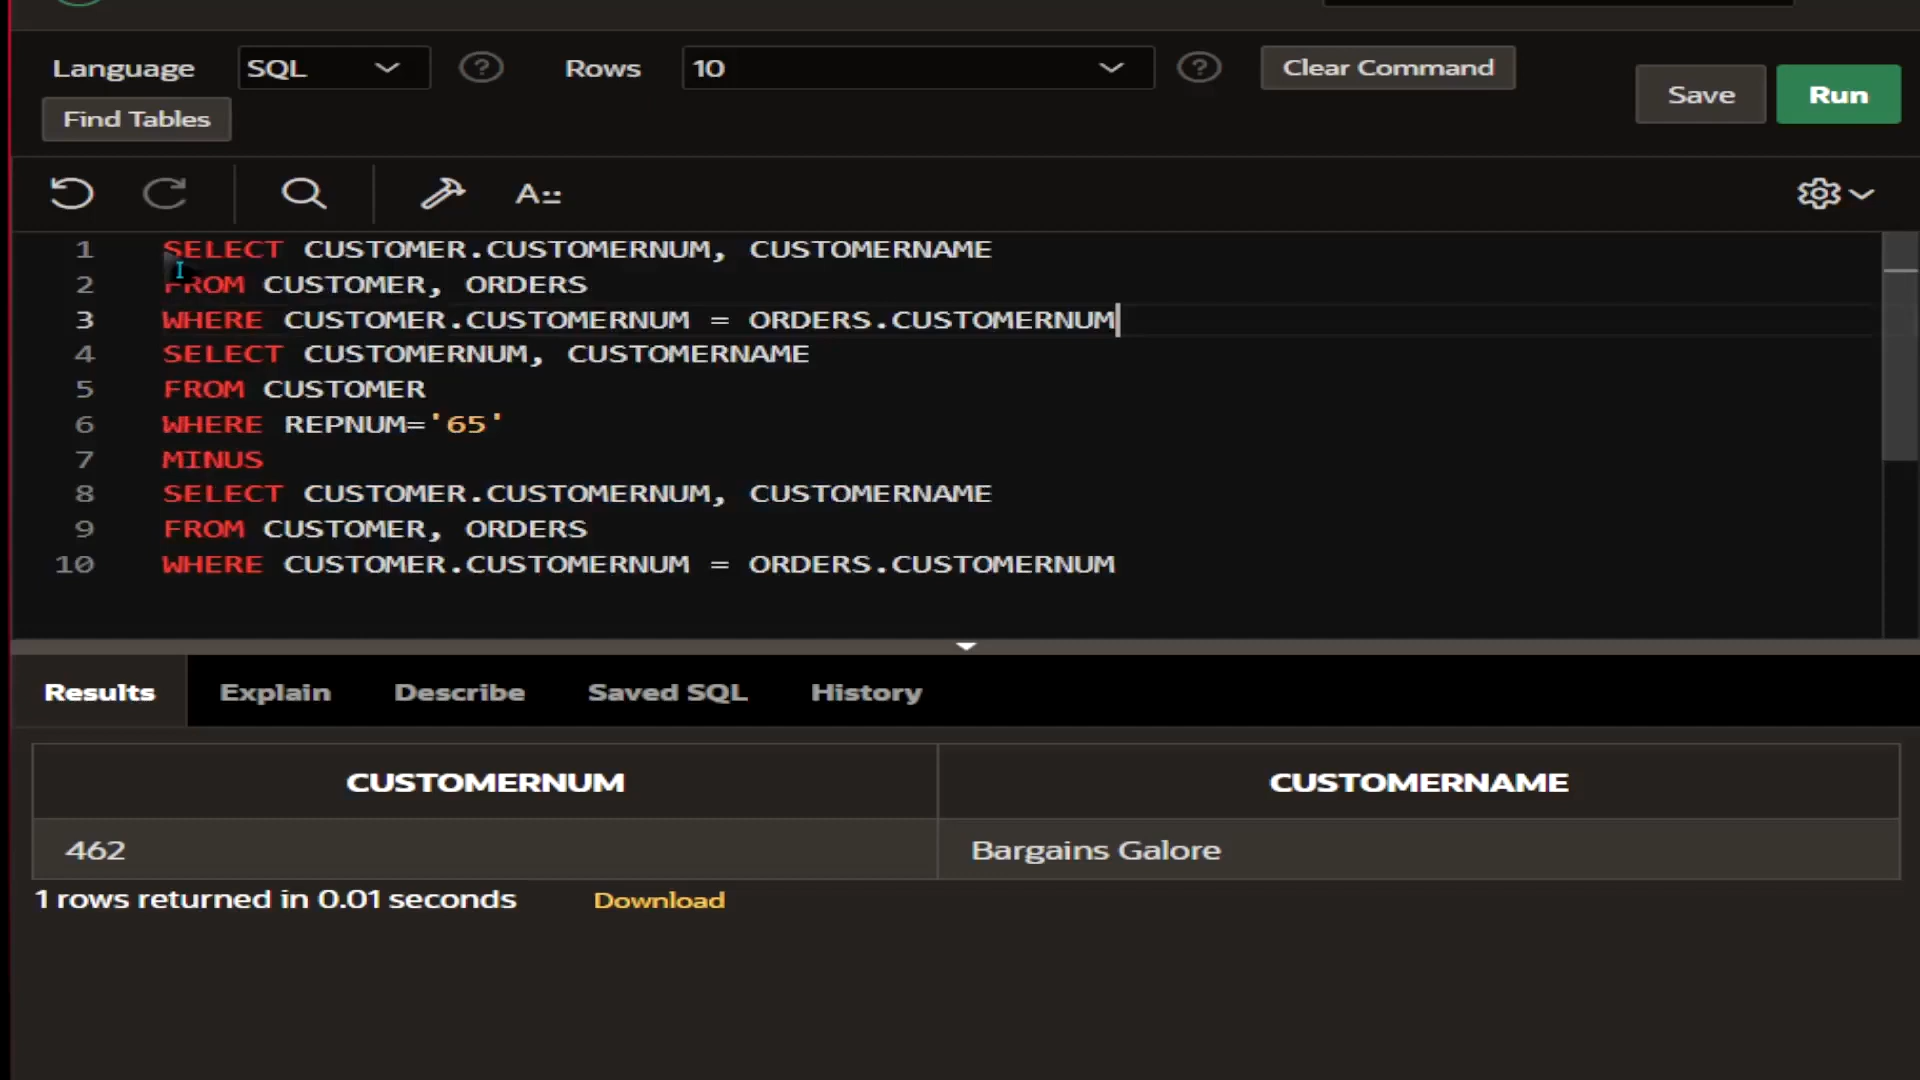 Language SQL Rows 10 Clear Command
Save Run
Find Tables
A
1 SELECT CUSTOMER.CUSTOMERNUM, CUSTOMERNAME
2 FROM CUSTOMER, ORDERS
3 WHERE CUSTOMER.CUSTOMERNUM = ORDERS.CUSTOMERNUM
4 SELECT CUSTOMERNUM, CUSTOMERNAME
5 FROM CUSTOMER
6 WHERE REPNUM='65'
7 MINUS
8 SELECT CUSTOMER.CUSTOMERNUM, CUSTOMERNAME
9 FROM CUSTOMER, ORDERS
10 WHERE CUSTOMER.CUSTOMERNUM = ORDERS.CUSTOMERNUM
Results Explain Describe Saved SQL History
CUSTOMERNUM CUSTOMERNAME
462 Bargains Galore
1 rows returned in 0.01 seconds Download